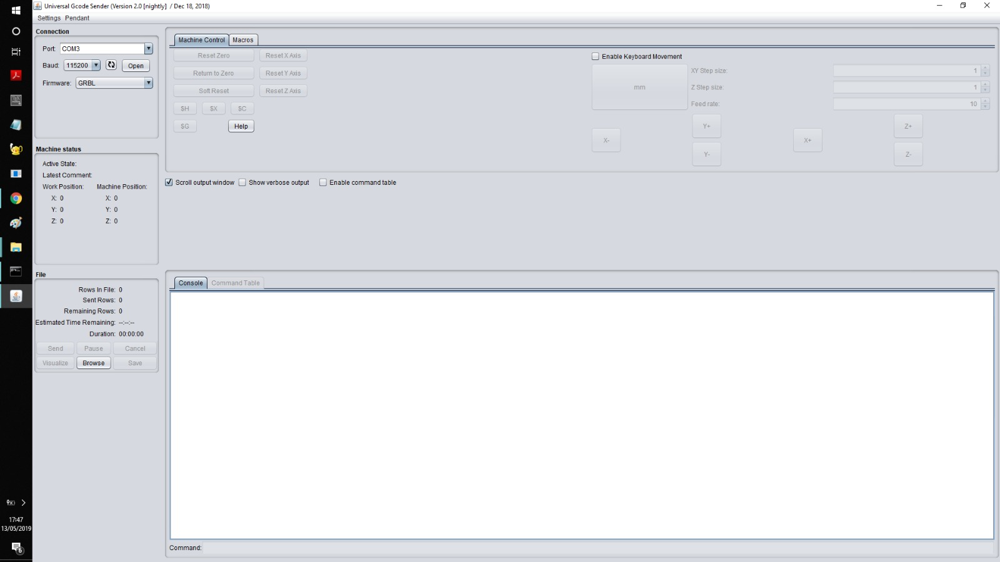 Universal Gcode Sender (Version 2.0 [nightly] / Dec 18, 2018)
Settings Pendant
Connection
Port: COM3
Baud: 115200 Open
Firmware: GRBL
Machine status
Active State:
Latest Comment:
Work Position: Machine Position:
X: 0 X: 0
Y: 0 Y: 0
Z: 0 Z: 0
File
Rows In File: 0
Sent Rows: 0
Remaining Rows: 0
Estimated Time Remaining: --:--:--
Duration: 00:00:00
Send Pause Cancel
Visualize Browse Save
Machine Control Macros
Reset Zero Reset X Axis
Return to Zero Reset Y Axis
Soft Reset Reset Z Axis
$H $X $C
$G Help
Enable Keyboard Movement
mm
XY Step size: 1
Z Step size: 1
Feed rate: 10
X- Y+ Y- X+ Z+ Z-
Scroll output window Show verbose output Enable command table
Console Command Table
Command:
17:47
13/05/2019
6